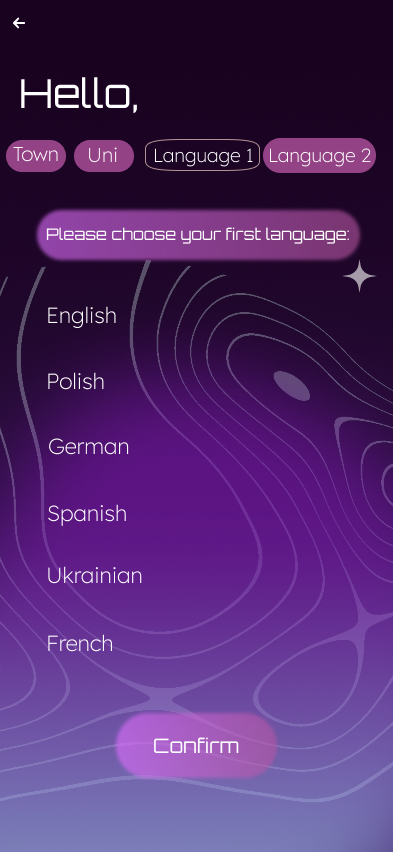 Hello,
Town Uni Language 1 Language 2
Please choose your first language:
English
Polish
German
Spanish
Ukrainian
French
Confirm